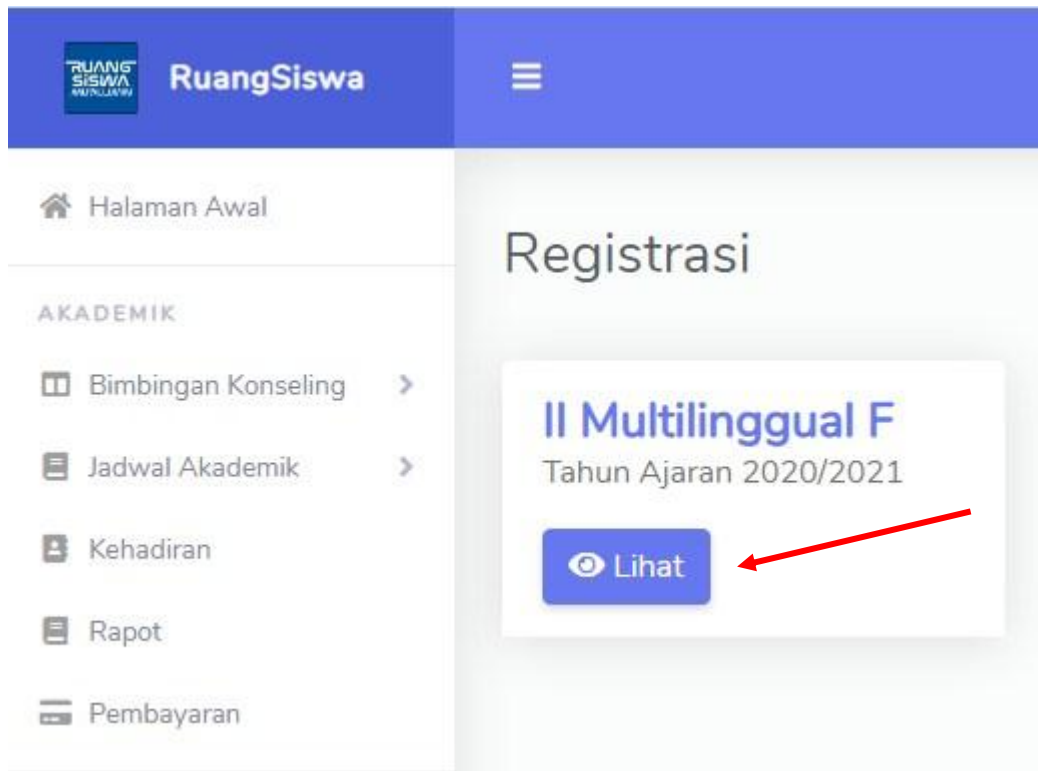 RUANG
SISWA
RuangSiswa
Halaman Awal
Registrasi
AKADEMIK
Bimbingan Konseling
II Multilinggual F
Tahun Ajaran 2020/2021
Jadwal Akademik
Kehadiran
Lihat
Rapot
Pembayaran